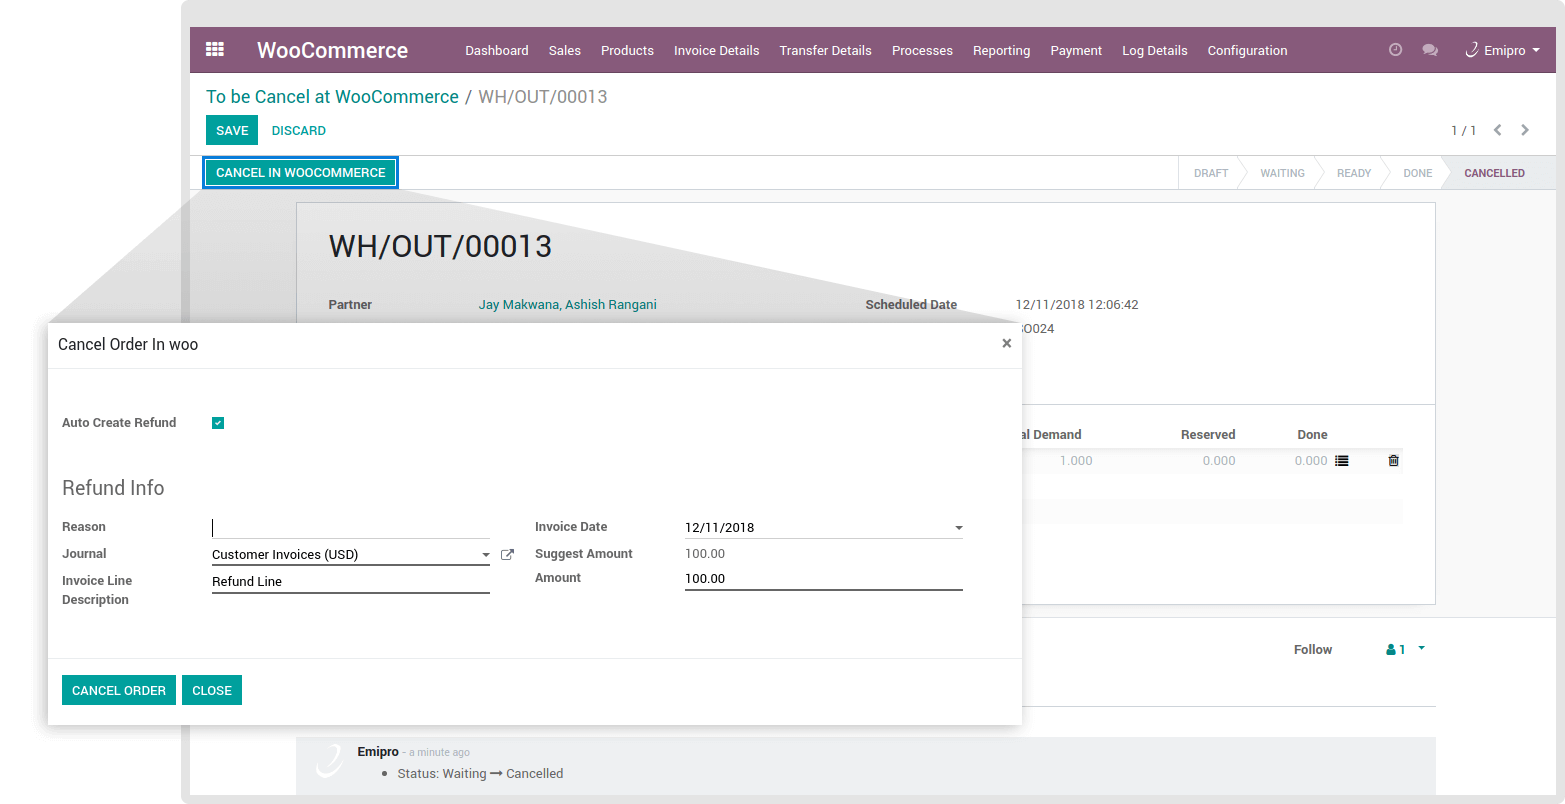 WooCommerce Dashboard Sales Products Invoice Details Transfer Details Processes Reporting Payment Log Details Configuration Emipro
To be Cancel at WooCommerce / WH/OUT/00013
SAVE DISCARD 1 / 1
CANCEL IN WOOCOMMERCE DRAFT WAITING READY DONE CANCELLED
WH/OUT/00013
Partner Jay Makwana, Ashish Rangani Scheduled Date 12/11/2018 12:06:42
SO024
Cancel Order In woo ×
Auto Create Refund
Refund Info
Reason Invoice Date 12/11/2018
Journal Customer Invoices (USD) Suggest Amount 100.00
Invoice Line Description Refund Line Amount 100.00
CANCEL ORDER CLOSE
Demand Reserved Done
1.000 0.000 0.000
Follow 1
Emipro - a minute ago
• Status: Waiting → Cancelled